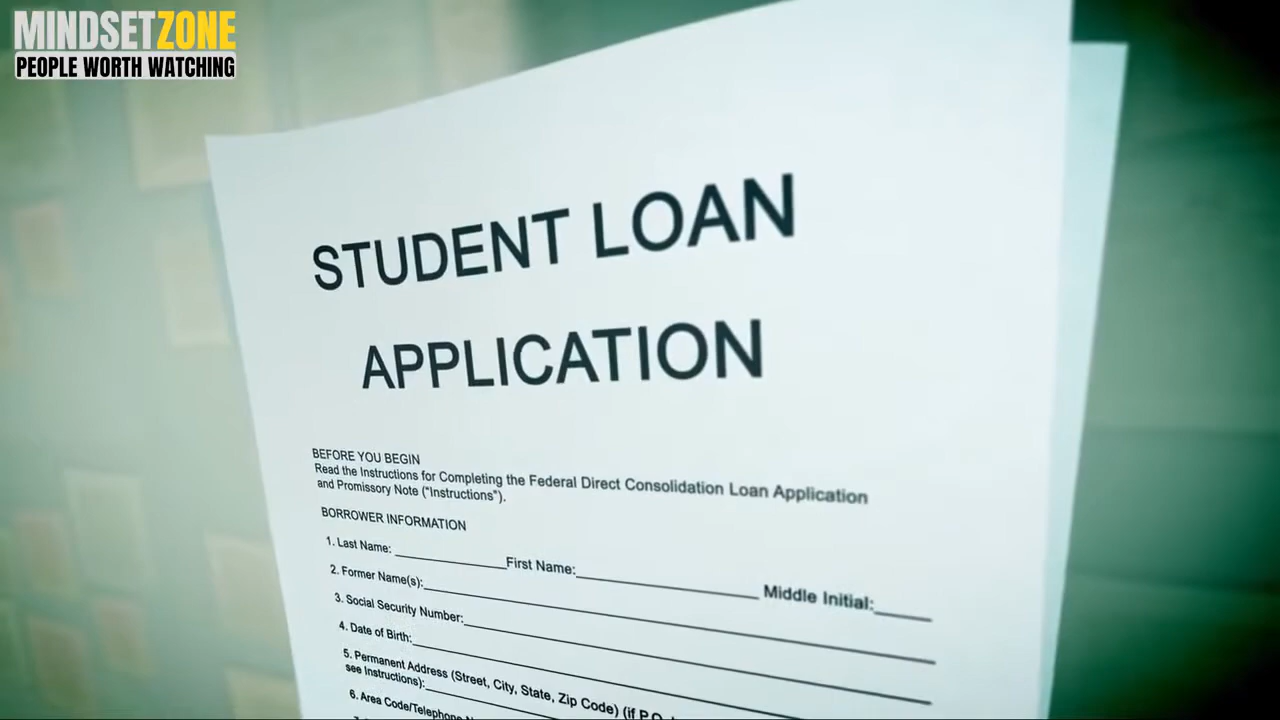 MINDSETZONE
PEOPLE WORTH WATCHING
STUDENT LOAN
APPLICATION
BEFORE YOU BEGIN
Read the Instructions for Completing the Federal Direct Consolidation Loan Application
and Promissory Note ("Instructions").
BORROWER INFORMATION
1. Last Name: ____________First Name:____________________ Middle Initial:______
2. Former Name(s):
3. Social Security Number:
4. Date of Birth:
5. Permanent Address (Street, City, State, Zip Code) (if P.O.
see Instructions):
6. Area Code/Telephone